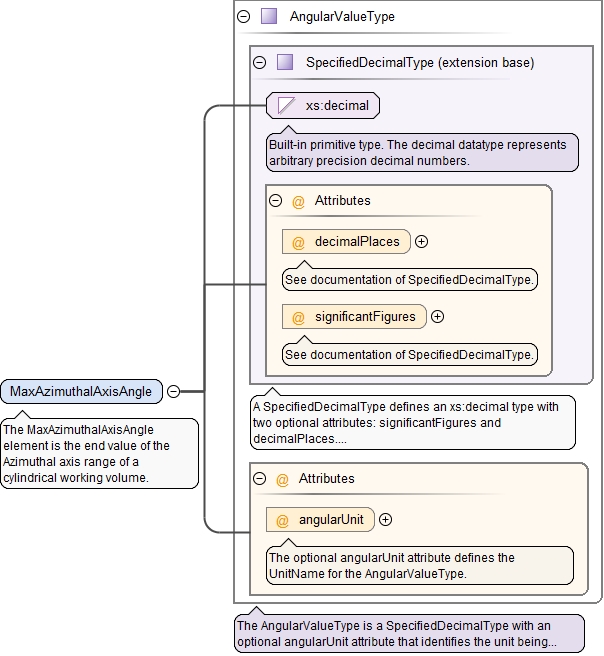 AngularValueType
SpecifiedDecimalType (extension base)
xs:decimal
Built-in primitive type. The decimal datatype represents
arbitrary precision decimal numbers.
@ Attributes
@ decimalPlaces
See documentation of SpecifiedDecimalType.
@ significantFigures
See documentation of SpecifiedDecimalType.
MaxAzimuthalAxisAngle
The MaxAzimuthalAxisAngle
element is the end value of the
Azimuthal axis range of a
cylindrical working volume.
A SpecifiedDecimalType defines an xs:decimal type with
two optional attributes: significantFigures and
decimalPlaces....
@ Attributes
@ angularUnit
The optional angularUnit attribute defines the
UnitName for the AngularValueType.
The AngularValueType is a SpecifiedDecimalType with an
optional angularUnit attribute that identifies the unit being...